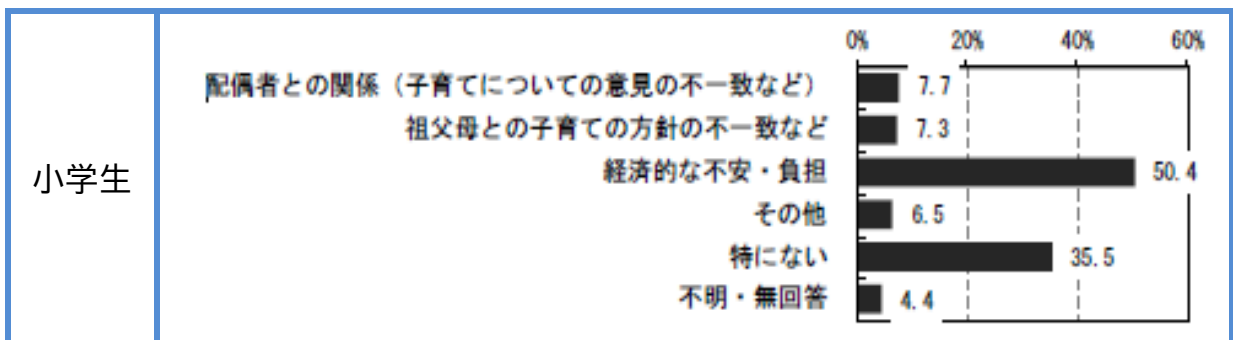 小学生
0% 20% 40% 60%
配偶者との関係（子育てについての意見の不一致など） 7.7
祖父母との子育ての方針の不一致など 7.3
経済的な不安・負担 50.4
その他 6.5
特にない 35.5
不明・無回答 4.4